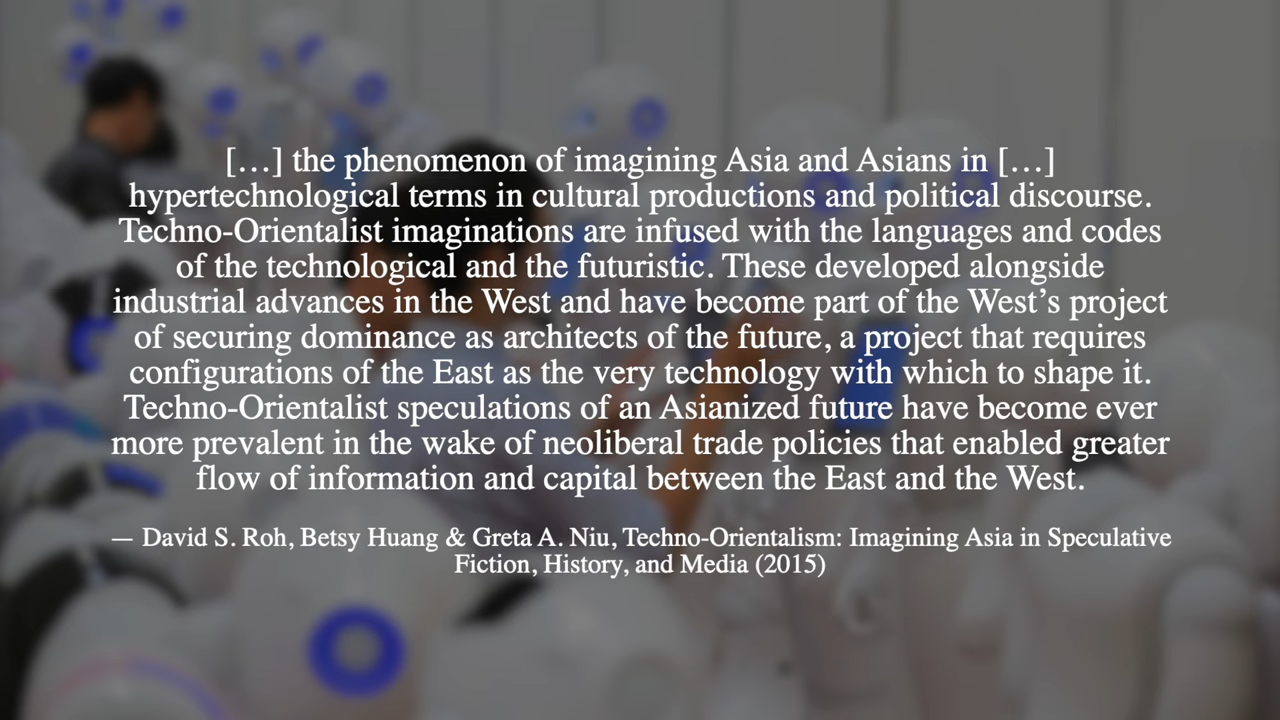 […] the phenomenon of imagining Asia and Asians in […]
hypertechnological terms in cultural productions and political discourse.
Techno-Orientalist imaginations are infused with the languages and codes
of the technological and the futuristic. These developed alongside
industrial advances in the West and have become part of the West’s project
of securing dominance as architects of the future, a project that requires
configurations of the East as the very technology with which to shape it.
Techno-Orientalist speculations of an Asianized future have become ever
more prevalent in the wake of neoliberal trade policies that enabled greater
flow of information and capital between the East and the West.
— David S. Roh, Betsy Huang & Greta A. Niu, Techno-Orientalism: Imagining Asia in Speculative
Fiction, History, and Media (2015)